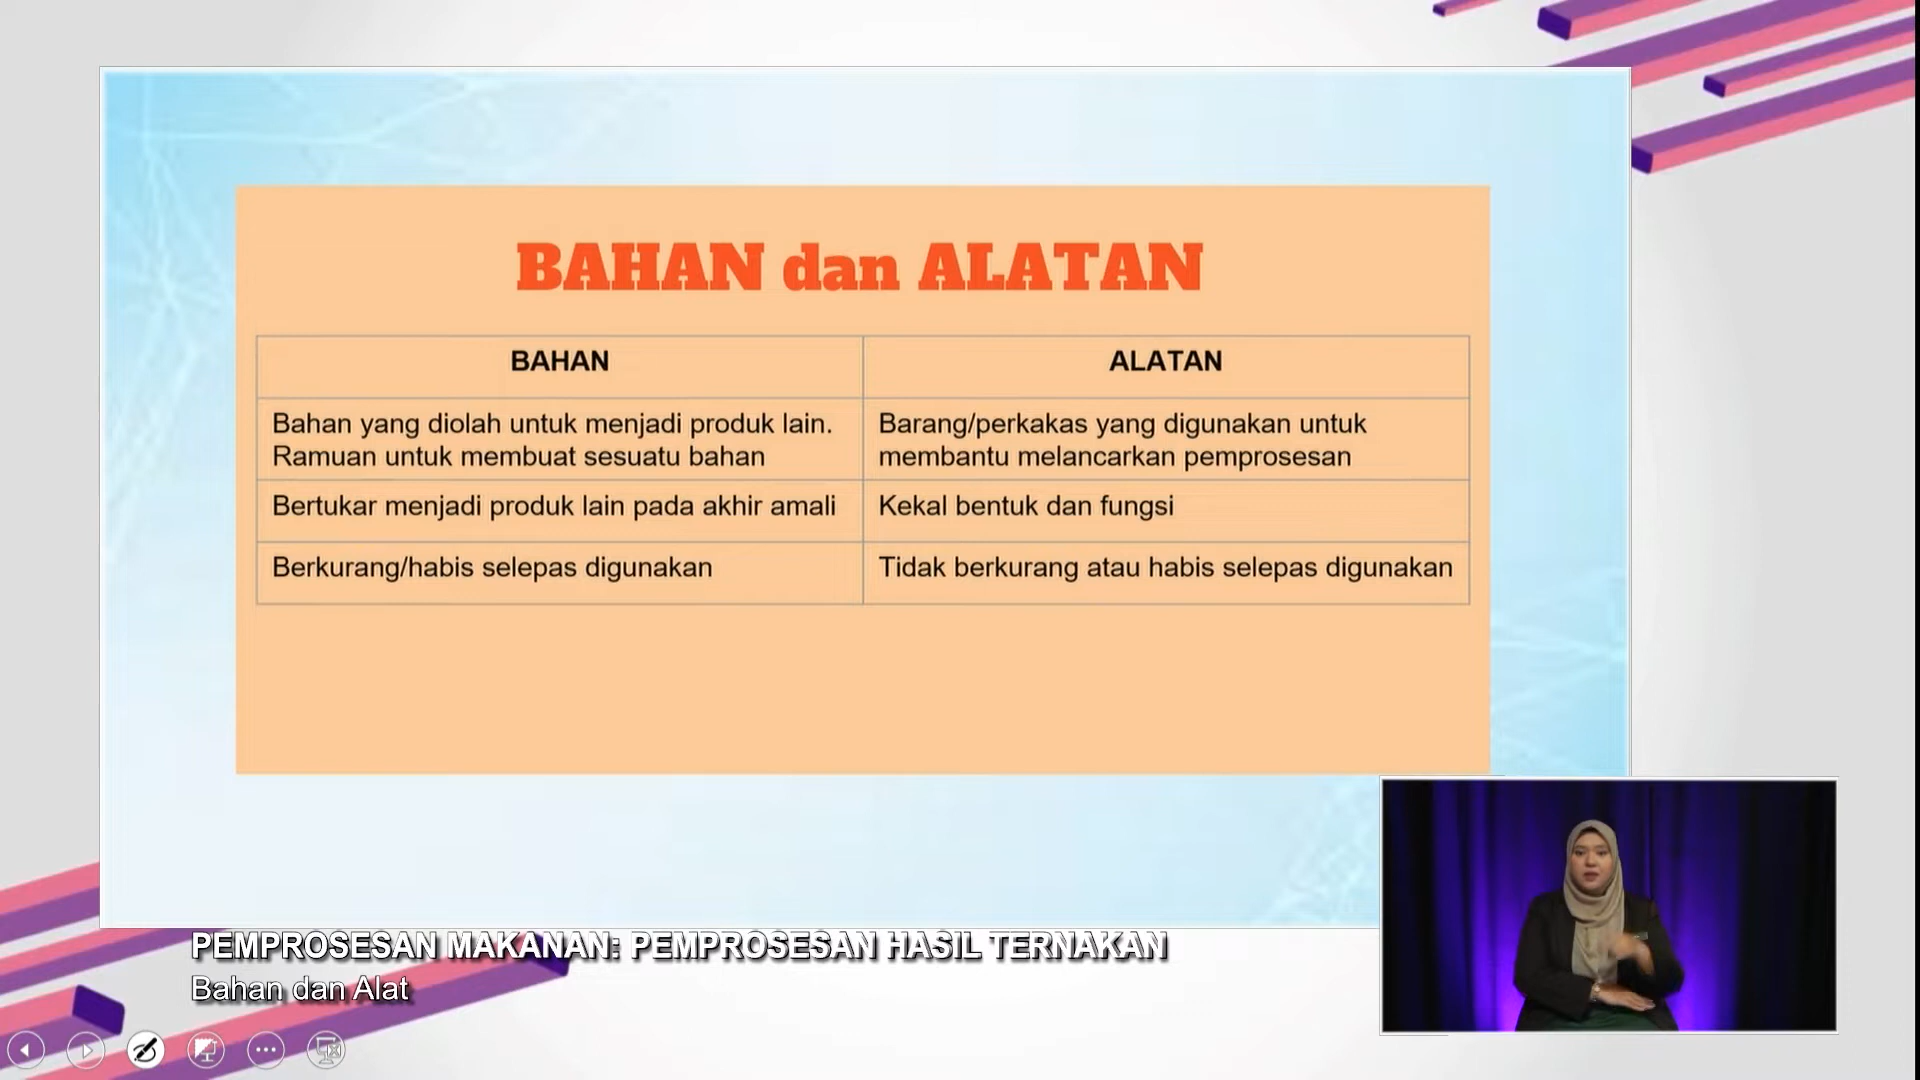 BAHAN dan ALATAN
BAHAN
ALATAN
Bahan yang diolah untuk menjadi produk lain.
Ramuan untuk membuat sesuatu bahan
Barang/perkakas yang digunakan untuk
membantu melancarkan pemprosesan
Bertukar menjadi produk lain pada akhir amali
Kekal bentuk dan fungsi
Berkurang/habis selepas digunakan
Tidak berkurang atau habis selepas digunakan
PEMPROSESAN MAKANAN: PEMPROSESAN HASIL TERNAKAN
Bahan dan Alat